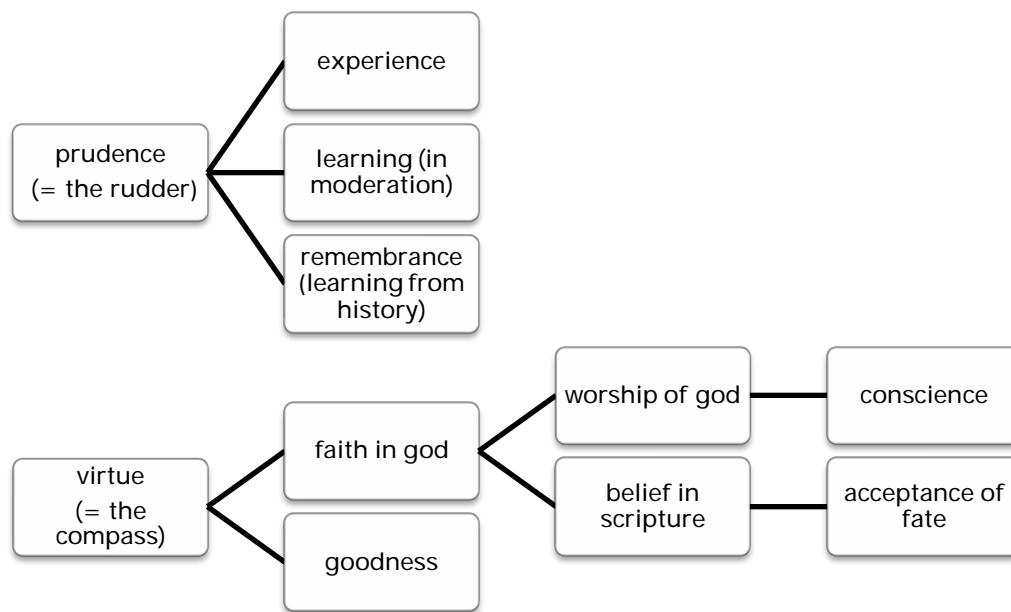 experience
prudence
(= the rudder)
learning (in
moderation)
remembrance
(learning from
history)
worship of god
conscience
faith in god
virtue
(= the
compass)
belief in
scripture
acceptance of
fate
goodness